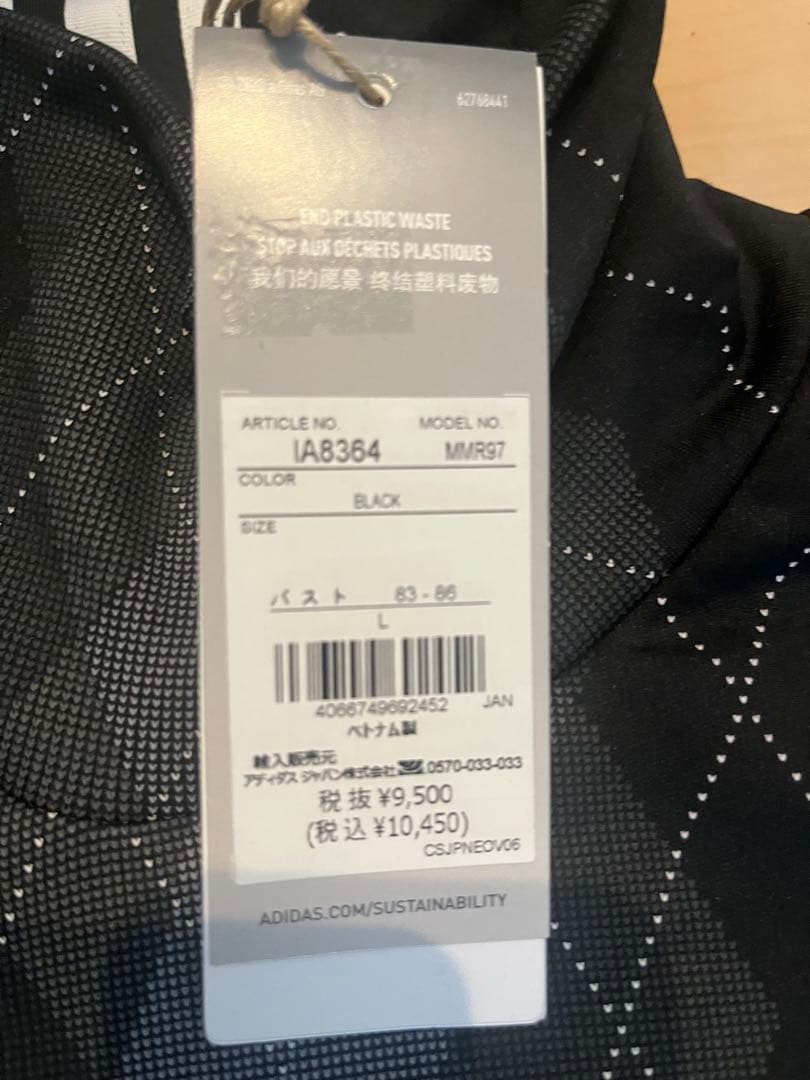 62768441
END PLASTIC WASTE
STOP AUX DÉCHETS PLASTIQUES
我们的愿景 终结塑料废物
ARTICLE NO. MODEL NO.
IA8364 MMR97
COLOR
BLACK
SIZE
バスト 83 - 86
L
4066749692452 JAN
ベトナム製
輸入販売元
アディダス ジャパン株式会社 0570-033-033
税抜 ¥9,500
(税込 ¥10,450)
CSJPNEOV06
ADIDAS.COM/SUSTAINABILITY